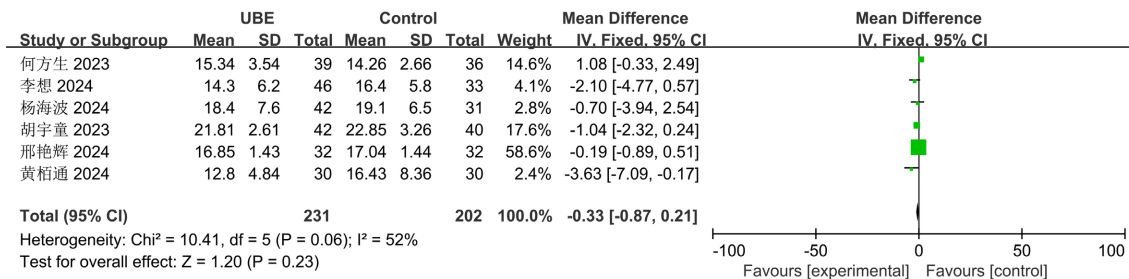 UBE Control Mean Difference Mean Difference
Study or Subgroup Mean SD Total Mean SD Total Weight IV, Fixed, 95% CI IV, Fixed, 95% CI
何方生 2023 15.34 3.54 39 14.26 2.66 36 14.6% 1.08 [-0.33, 2.49]
李想 2024 14.3 6.2 46 16.4 5.8 33 4.1% -2.10 [-4.77, 0.57]
杨海波 2024 18.4 7.6 42 19.1 6.5 31 2.8% -0.70 [-3.94, 2.54]
胡宇童 2023 21.81 2.61 42 22.85 3.26 40 17.6% -1.04 [-2.32, 0.24]
邢艳辉 2024 16.85 1.43 32 17.04 1.44 32 58.6% -0.19 [-0.89, 0.51]
黄栢通 2024 12.8 4.84 30 16.43 8.36 30 2.4% -3.63 [-7.09, -0.17]
Total (95% CI) 231 202 100.0% -0.33 [-0.87, 0.21]
Heterogeneity: Chi² = 10.41, df = 5 (P = 0.06); I² = 52%
Test for overall effect: Z = 1.20 (P = 0.23)
-100 -50 0 50 100
Favours [experimental] Favours [control]